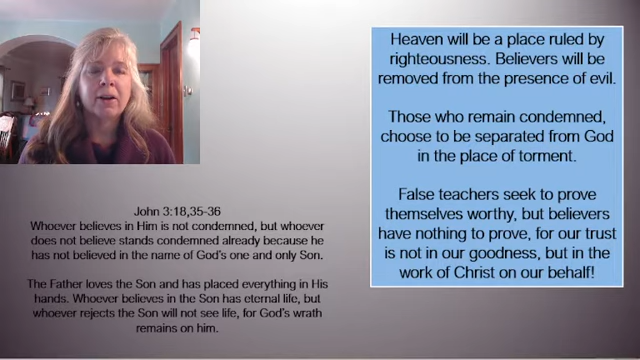 Heaven will be a place ruled by
righteousness. Believers will be
removed from the presence of evil.
Those who remain condemned,
choose to be separated from God
in the place of torment.
False teachers seek to prove
themselves worthy, but believers
have nothing to prove, for our trust
is not in our goodness, but in the
work of Christ on our behalf!
John 3:18,35-36
Whoever believes in Him is not condemned, but whoever
does not believe stands condemned already because he
has not believed in the name of God's one and only Son.
The Father loves the Son and has placed everything in His
hands. Whoever believes in the Son has eternal life, but
whoever rejects the Son will not see life, for God's wrath
remains on him.